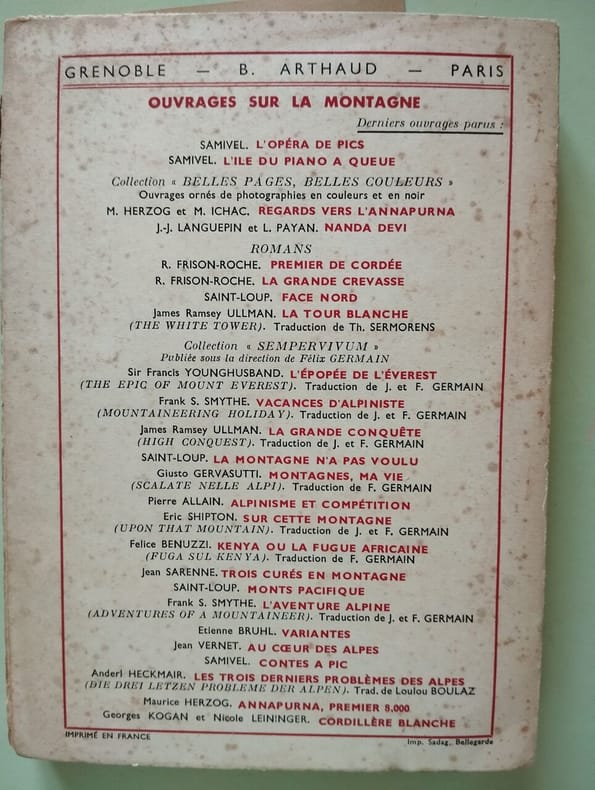 GRENOBLE — B. ARTHAUD — PARIS
OUVRAGES SUR LA MONTAGNE
Derniers ouvrages parus :
SAMIVEL. L'OPÉRA DE PICS
SAMIVEL. L'ILE DU PIANO A QUEUE
Collection « BELLES PAGES, BELLES COULEURS »
Ouvrages ornés de photographies en couleurs et en noir
M. HERZOG et M. ICHAC. REGARDS VERS L'ANNAPURNA
J.-J. LANGUEPIN et L. PAYAN. NANDA DEVI
ROMANS
R. FRISON-ROCHE. PREMIER DE CORDÉE
R. FRISON-ROCHE. LA GRANDE CREVASSE
SAINT-LOUP. FACE NORD
James Ramsey ULLMAN. LA TOUR BLANCHE
(THE WHITE TOWER). Traduction de Th. SERMORENS
Collection « SEMPERVIVUM »
Publiée sous la direction de Félix GERMAIN
Sir Francis YOUNGHUSBAND. L'ÉPOPÉE DE L'ÉVEREST
(THE EPIC OF MOUNT EVEREST). Traduction de J. et F. GERMAIN
Frank S. SMYTHE. VACANCES D'ALPINISTE
(MOUNTAINEERING HOLIDAY). Traduction de J. et F. GERMAIN
James Ramsey ULLMAN. LA GRANDE CONQUÊTE
(HIGH CONQUEST). Traduction de J. et F. GERMAIN
SAINT-LOUP. LA MONTAGNE N'A PAS VOULU
Giusto GERVASUTTI. MONTAGNES, MA VIE
(SCALATE NELLE ALPI). Traduction de F. GERMAIN
Pierre ALLAIN. ALPINISME ET COMPÉTITION
Eric SHIPTON. SUR CETTE MONTAGNE
(UPON THAT MOUNTAIN). Traduction de J. et F. GERMAIN
Felice BENUZZI. KENYA OU LA FUGUE AFRICAINE
(FUGA SUL KENYA). Traduction de F. GERMAIN
Jean SARENNE. TROIS CURÉS EN MONTAGNE
SAINT-LOUP. MONTS PACIFIQUE
Frank S. SMYTHE. L'AVENTURE ALPINE
(ADVENTURES OF A MOUNTAINEER). Traduction de J. et F. GERMAIN
Etienne BRUHL. VARIANTES
Jean VERNET. AU CŒUR DES ALPES
SAMIVEL. CONTES A PIC
Anderl HECKMAIR. LES TROIS DERNIERS PROBLÈMES DES ALPES
(DIE DREI LETZEN PROBLEME DER ALPEN). Trad. de Loulou BOULAZ
Maurice HERZOG. ANNAPURNA, PREMIER 8.000
Georges KOGAN et Nicole LEININGER. CORDILLÈRE BLANCHE
IMPRIMÉ EN FRANCE
Imp. Sadag, Bellegarde